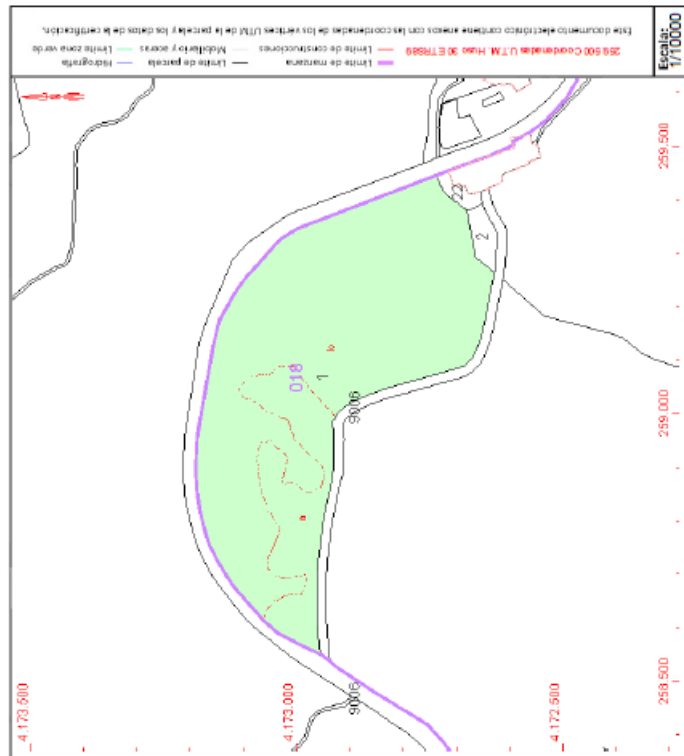 Este documento electrónico contiene anexos con las coordenadas de los vértices UTM de la parcela y los datos de la certificación.
259.500 Coordenadas U.T.M. Huso 30 ETRS89
Límite de manzana
Límite de construcciones
Límite de parcela
Mobiliario y aceras
Límite zona verde
Hidrografía
Escala:
1/10000
259.500
259.000
258.500
4.173.500
4.173.000
4.172.500
22
2
018
1
b
a
9006
9006